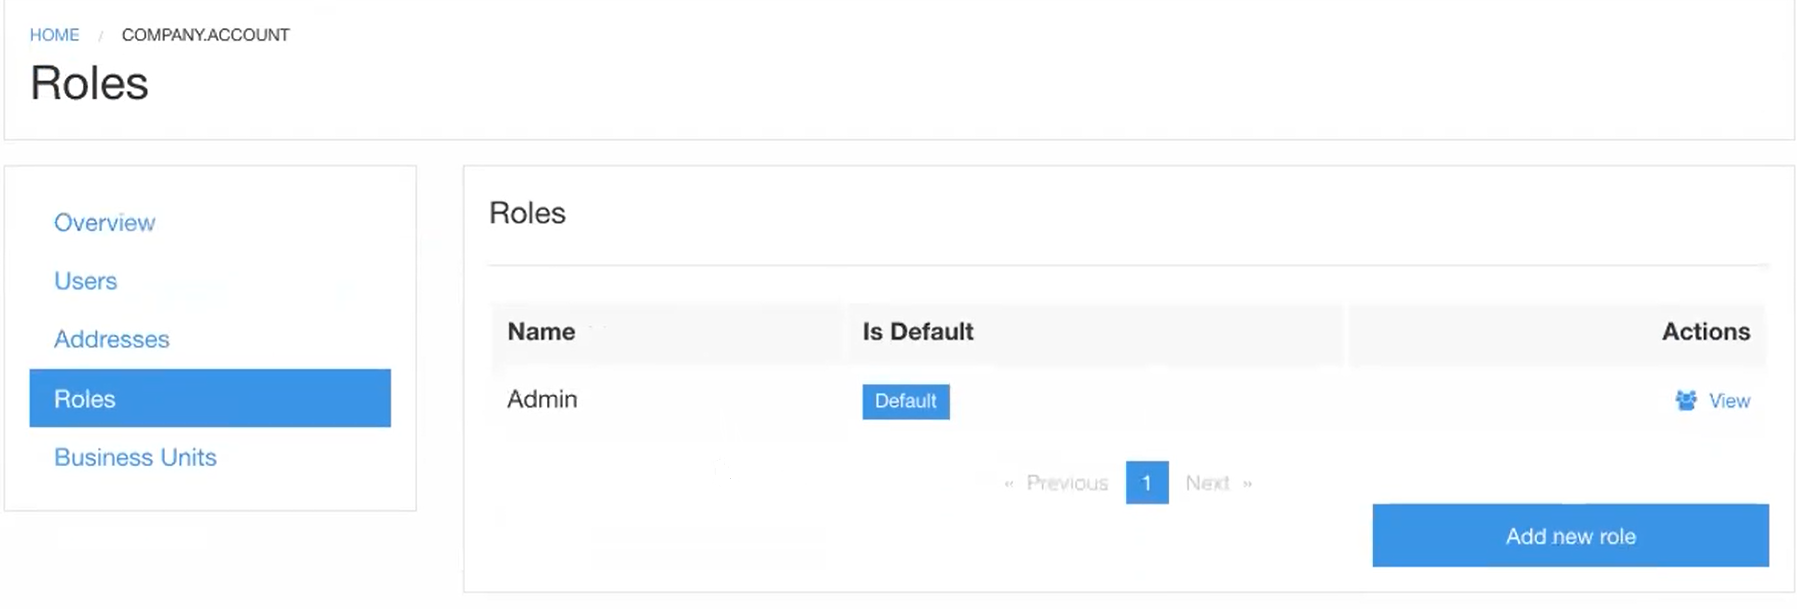 HOME / COMPANY.ACCOUNT
Roles
Overview
Users
Addresses
Roles
Business Units
Roles
Name Is Default Actions
Admin Default View
« Previous 1 Next »
Add new role